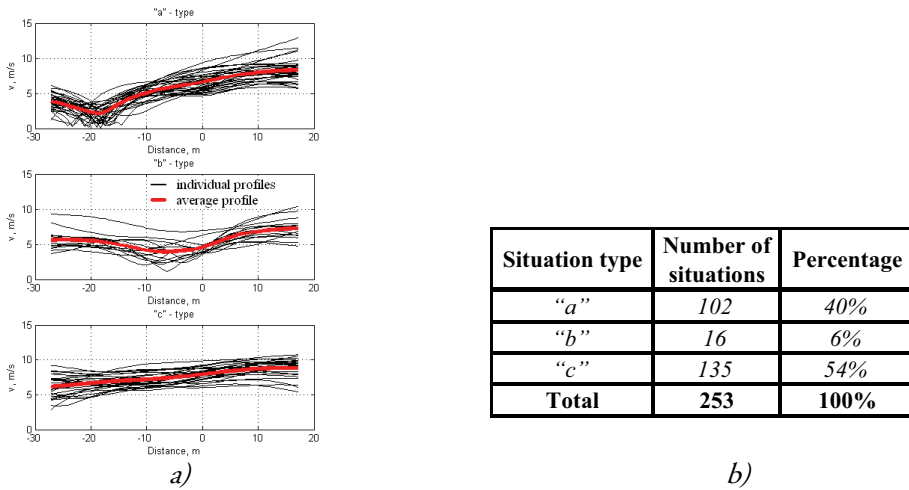 "a" - type
15
10
5
0
v, m/s
-30 -20 -10 0 10 20
Distance, m
"b" - type
15
10
5
0
v, m/s
individual profiles
average profile
-30 -20 -10 0 10 20
Distance, m
"c" - type
15
10
5
0
v, m/s
-30 -20 -10 0 10 20
Distance, m
a)
Situation type Number of situations Percentage
“a” 102 40%
“b” 16 6%
“c” 135 54%
Total 253 100%
b)